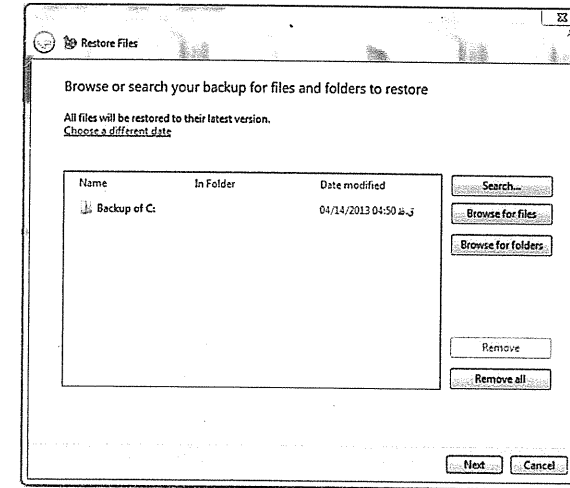 Restore Files
Browse or search your backup for files and folders to restore
All files will be restored to their latest version.
Choose a different date
Name In Folder Date modified
Backup of C: 04/14/2013 04:50 ق.ظ
Search...
Browse for files
Browse for folders
Remove
Remove all
Next Cancel